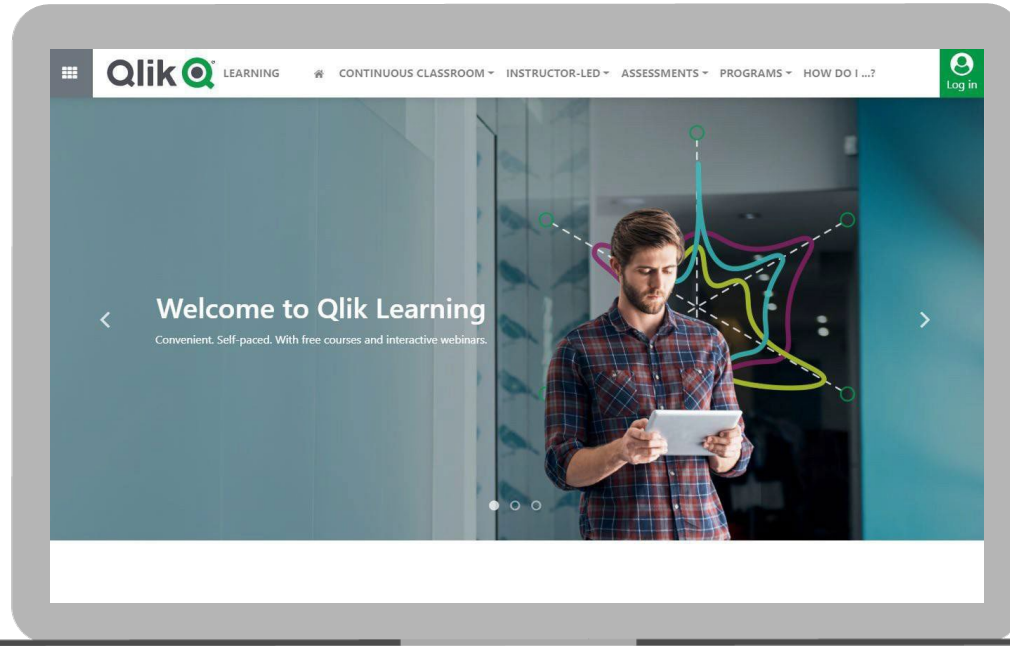 Qlik LEARNING CONTINUOUS CLASSROOM INSTRUCTOR-LED ASSESSMENTS PROGRAMS HOW DO I ...? Log in
Welcome to Qlik Learning
Convenient. Self-paced. With free courses and interactive webinars.